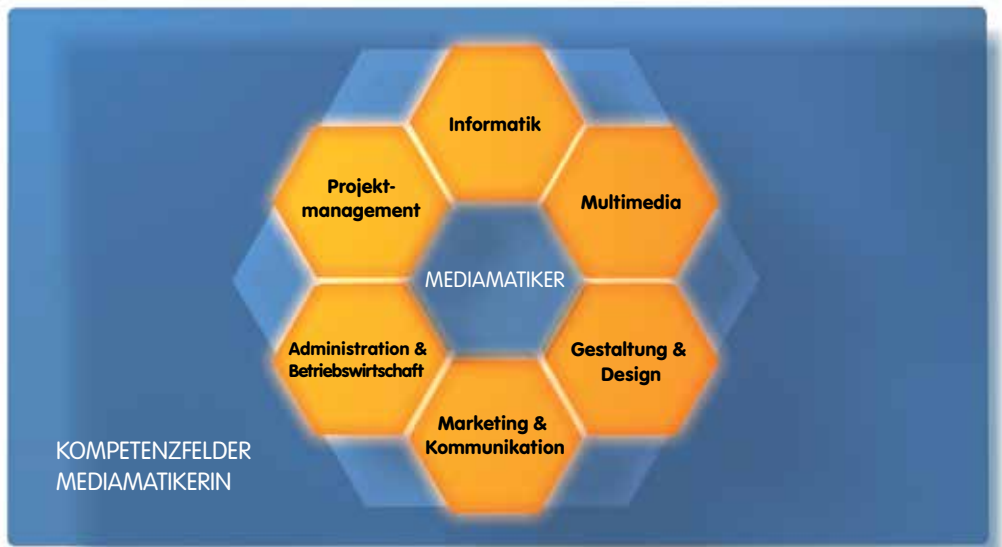 Informatik
Projekt-
management
Multimedia
MEDIAMATIKER
Administration &
Betriebswirtschaft
Gestaltung &
Design
Marketing &
Kommunikation
KOMPETENZFELDER
MEDIAMATIKERIN